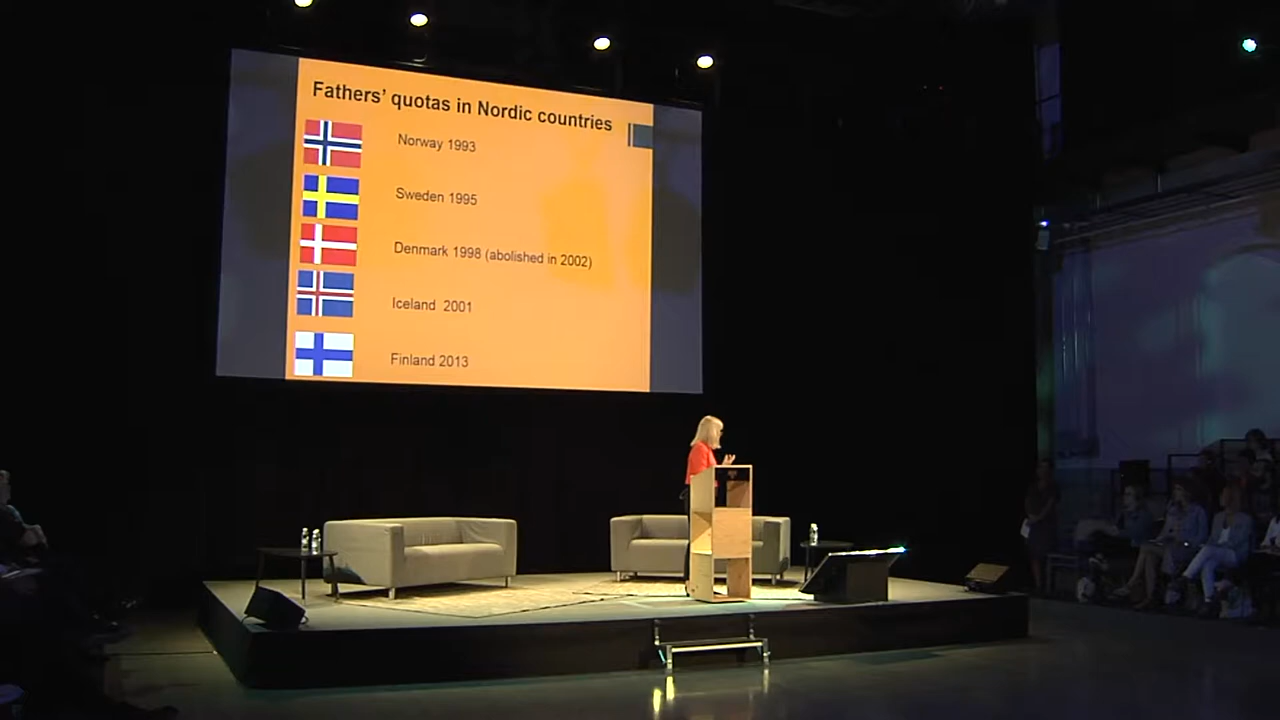 Fathers' quotas in Nordic countries
Norway 1993
Sweden 1995
Denmark 1998 (abolished in 2002)
Iceland 2001
Finland 2013